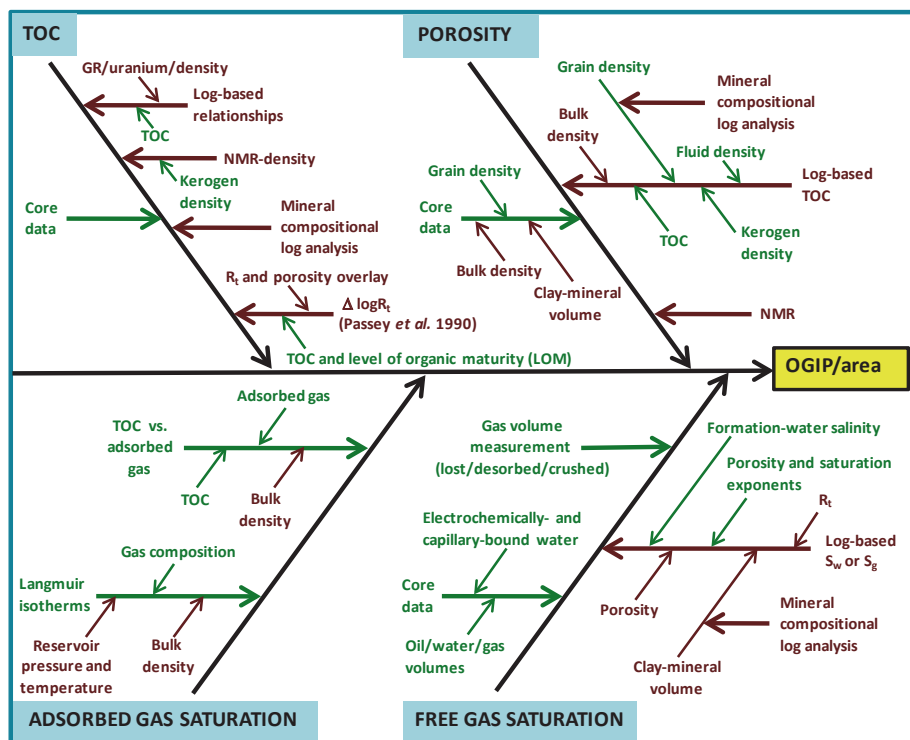 TOC
GR/uranium/density
Log-based
relationships
TOC
NMR-density
Kerogen
density
Core
data
Mineral
compositional
log analysis
Rt and porosity overlay
Δ logRt
(Passey et al. 1990)
TOC and level of organic maturity (LOM)
POROSITY
Grain density
Mineral
compositional
log analysis
Bulk
density
Fluid density
Log-based
TOC
Grain density
Core
data
TOC
Kerogen
density
Bulk density
Clay-mineral
volume
NMR
OGIP/area
Adsorbed gas
TOC vs.
adsorbed
gas
TOC
Bulk
density
Gas composition
Langmuir
isotherms
Reservoir
pressure and
temperature
Bulk
density
ADSORBED GAS SATURATION
Gas volume
measurement
(lost/desorbed/crushed)
Formation-water salinity
Porosity and saturation
exponents
Rt
Electrochemically- and
capillary-bound water
Log-based
Sw or Sg
Core
data
Porosity
Mineral
compositional
log analysis
Oil/water/gas
volumes
Clay-mineral
volume
FREE GAS SATURATION